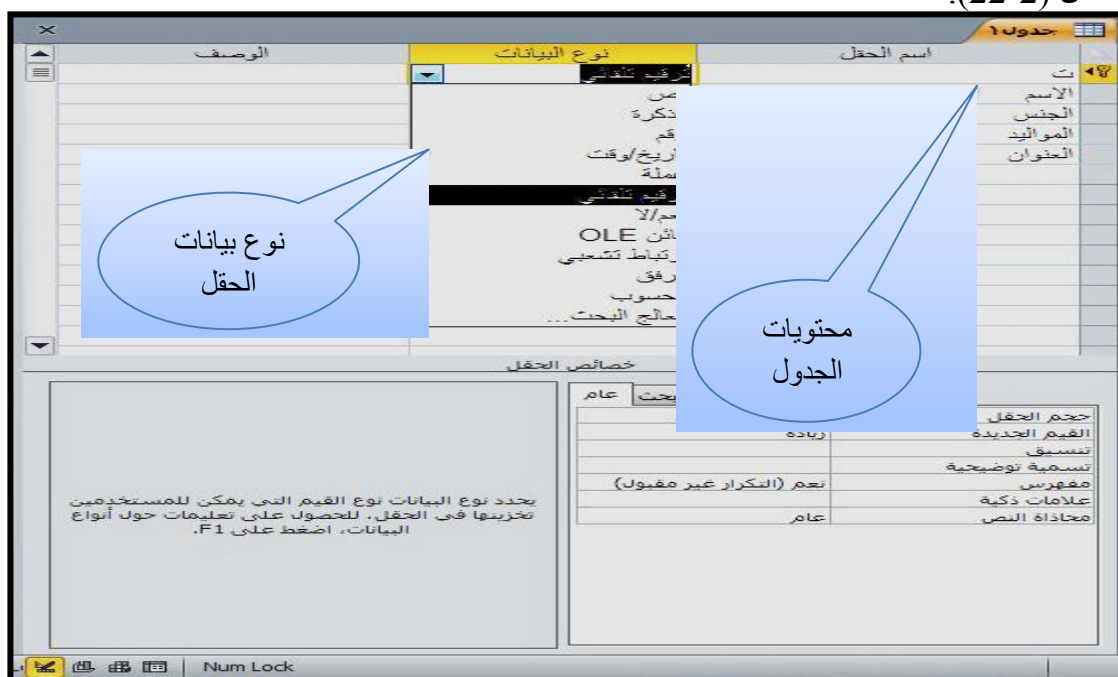 (2-22).
جدول١
اسم الحقل
نوع البيانات
الوصف
ت
ترقيم تلقائي
الاسم
الجنس
المواليد
العنوان
OLE
نوع بيانات
الحقل
محتويات
الجدول
خصائص الحقل
عام
حجم الحقل
القيم الجديدة
زيادة
تنسيق
تسمية توضيحية
مفهرس
نعم (التكرار غير مقبول)
علامات ذكية
محاذاة النص
عام
يحدد نوع البيانات نوع القيم التي يمكن للمستخدمين
تخزينها في الحقل. للحصول على تعليمات حول أنواع
البيانات، اضغط على F1.
Num Lock